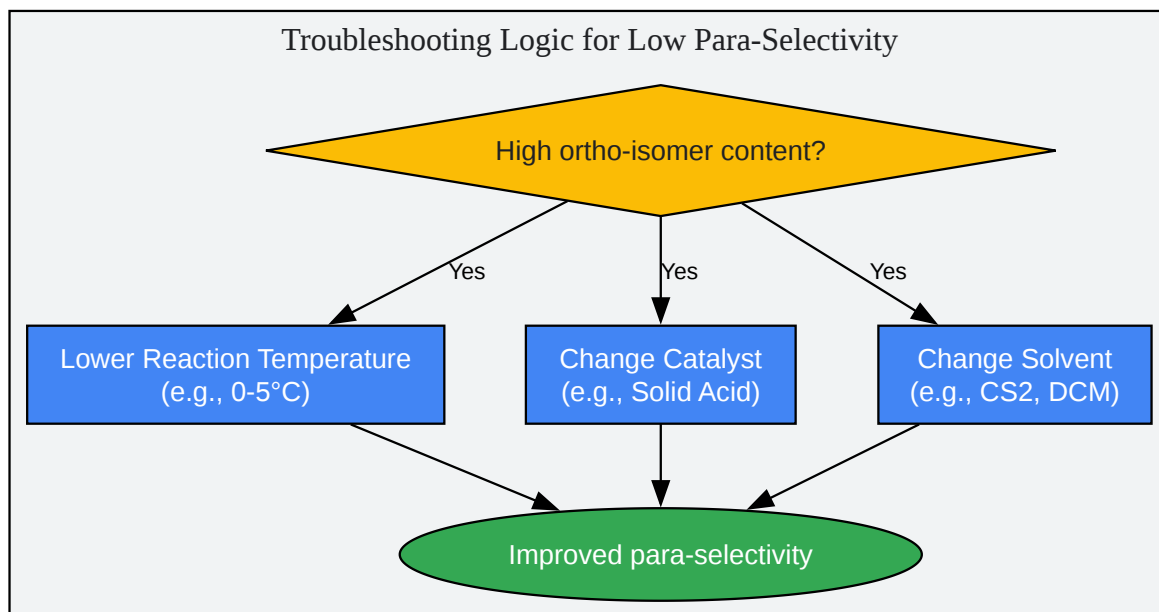 Troubleshooting Logic for Low Para-Selectivity
High ortho-isomer content?
Yes
Yes
Yes
Lower Reaction Temperature
(e.g., 0-5°C)
Change Catalyst
(e.g., Solid Acid)
Change Solvent
(e.g., CS2, DCM)
Improved para-selectivity